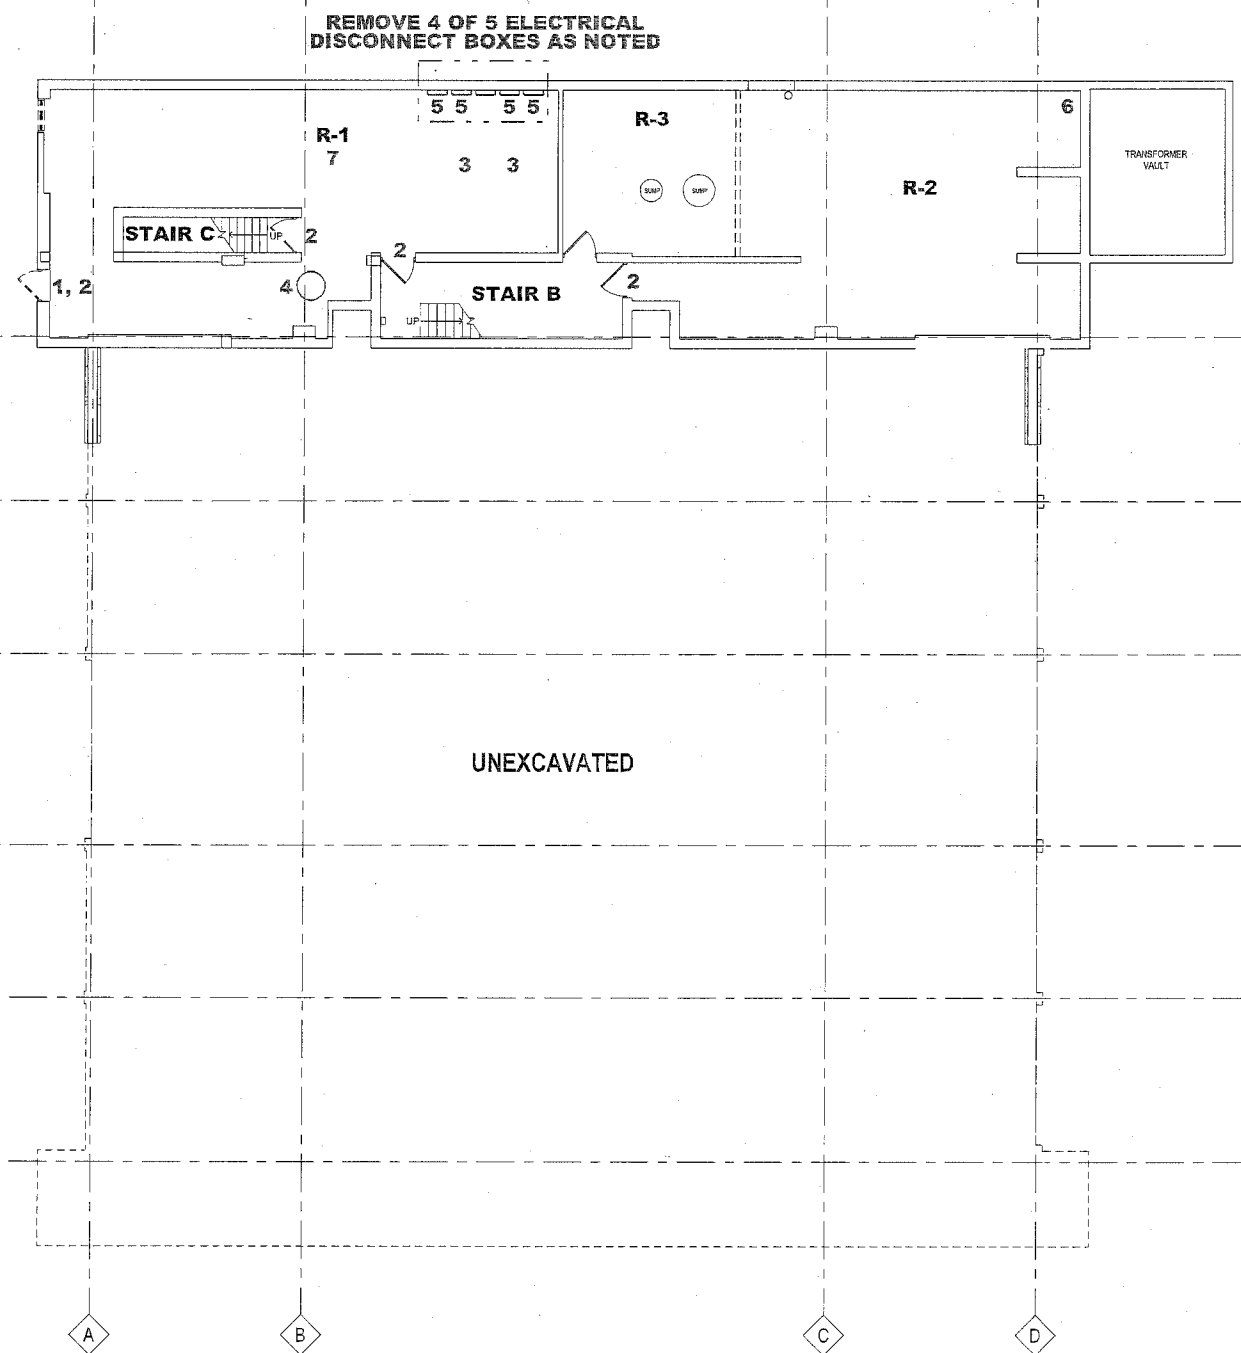 REMOVE 4 OF 5 ELECTRICAL
DISCONNECT BOXES AS NOTED
5 5 5 5
6
R-1
7
R-3
3 3
TRANSFORMER
VAULT
R-2
SUMP SUMP
STAIR C
UP
2
2
1, 2
4
STAIR B
2
UP
UNEXCAVATED
A B C D